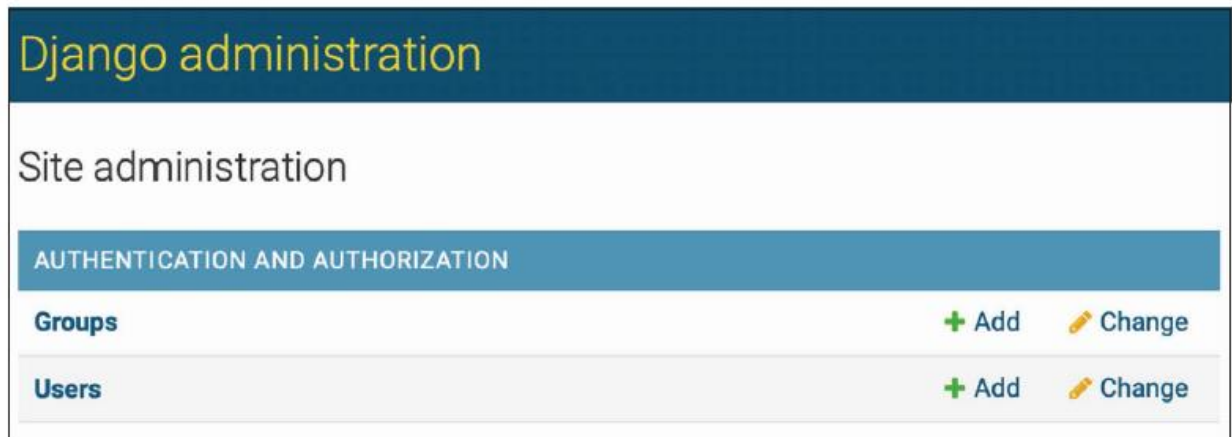 Django administration
Site administration
AUTHENTICATION AND AUTHORIZATION
Groups Add Change
Users Add Change